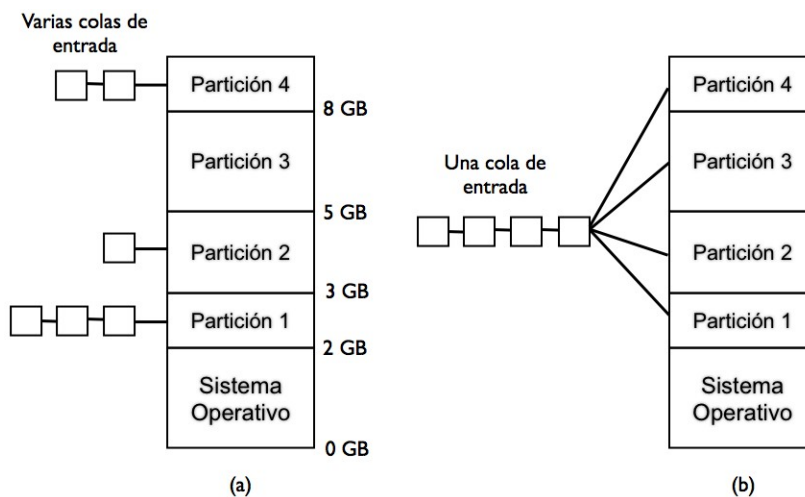 Varias colas de
entrada
Partición 4
8 GB
Partición 3
5 GB
Partición 2
3 GB
Partición 1
2 GB
Sistema
Operativo
0 GB
(a)
Una cola de
entrada
Partición 4
Partición 3
Partición 2
Partición 1
Sistema
Operativo
(b)